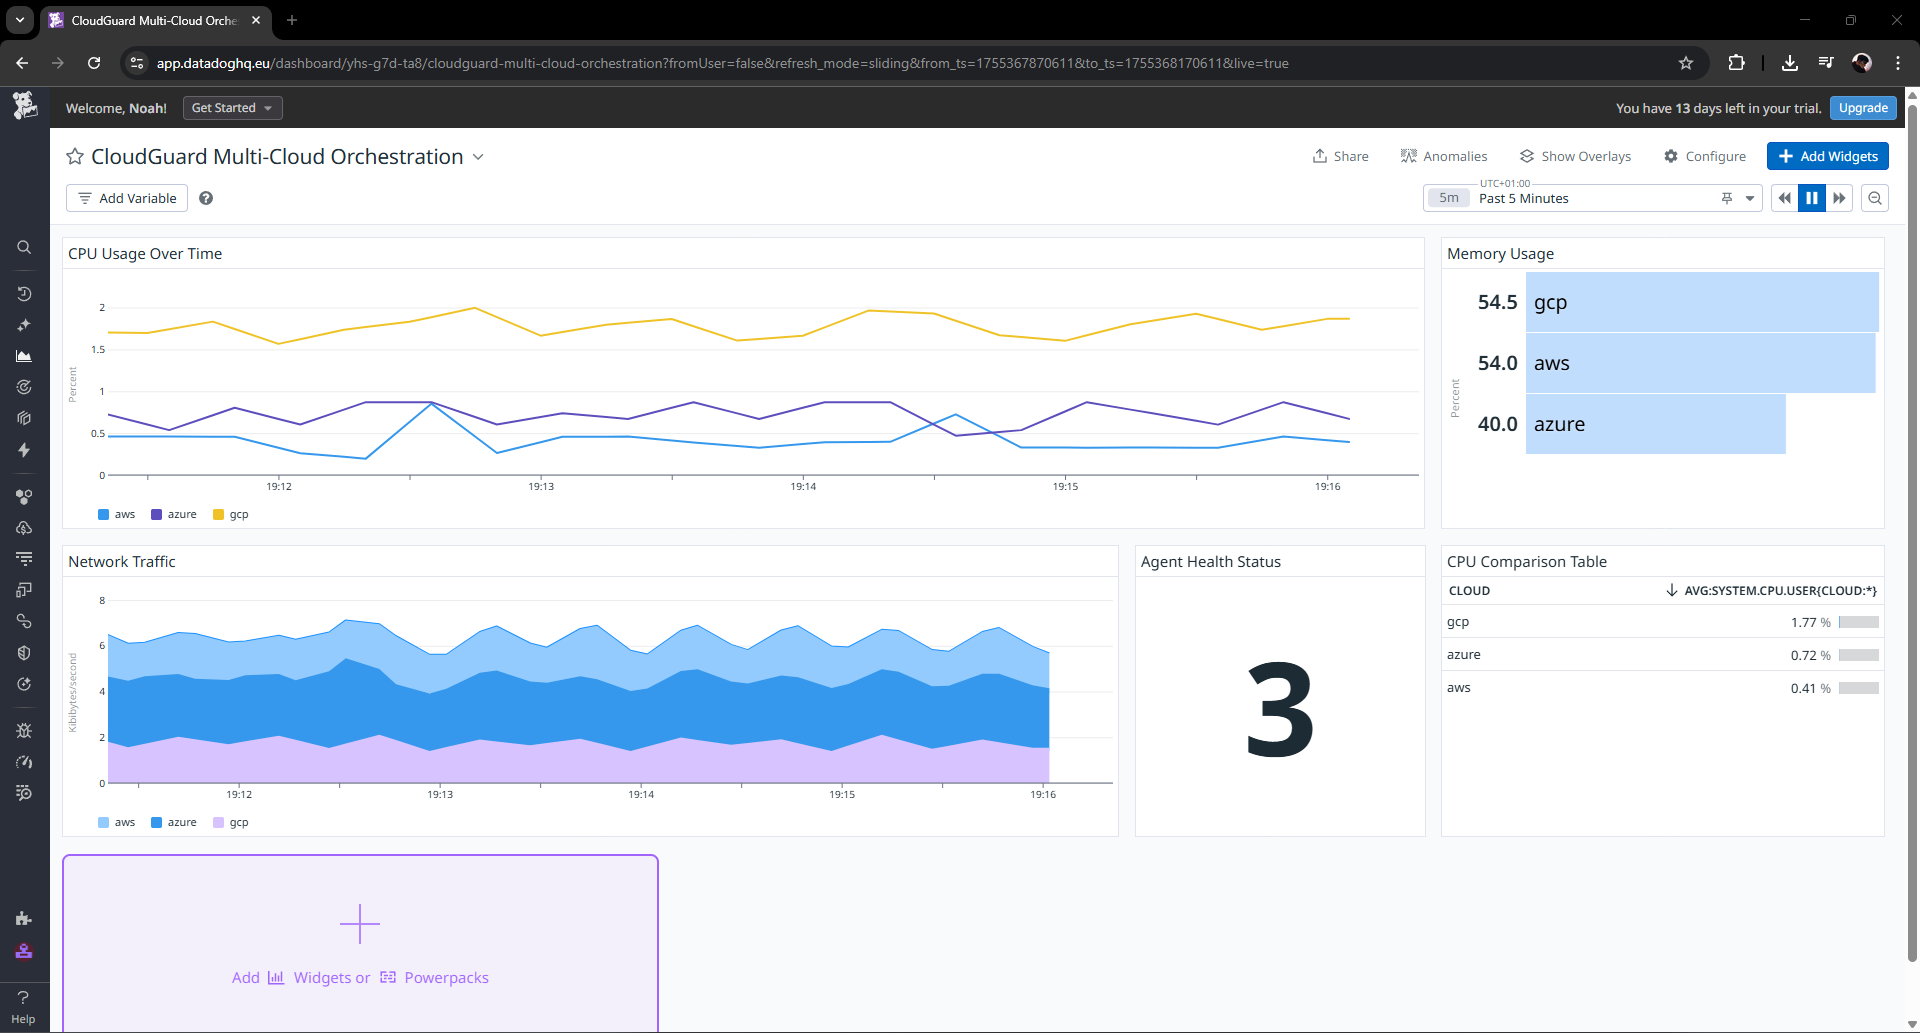 CloudGuard Multi-Cloud Orche
app.datadoghq.eu/dashboard/yhs-g7d-ta8/cloudguard-multi-cloud-orchestration?fromUser=false&refresh_mode=sliding&from_ts=1755367870611&to_ts=1755368170611&live=true
Welcome, Noah!
Get Started
You have 13 days left in your trial.
Upgrade
CloudGuard Multi-Cloud Orchestration
Share
Anomalies
Show Overlays
Configure
Add Widgets
Add Variable
UTC+01:00
5m Past 5 Minutes
CPU Usage Over Time
Percent
2
1.5
1
0.5
0
19:12 19:13 19:14 19:15 19:16
aws azure gcp
Memory Usage
Percent
54.5 gcp
54.0 aws
40.0 azure
Network Traffic
Kibibytes/second
8
6
4
2
0
19:12 19:13 19:14 19:15 19:16
aws azure gcp
Agent Health Status
3
CPU Comparison Table
CLOUD AVG:SYSTEM.CPU.USER{CLOUD:*}
gcp 1.77 %
azure 0.72 %
aws 0.41 %
Add Widgets or Powerpacks
Help